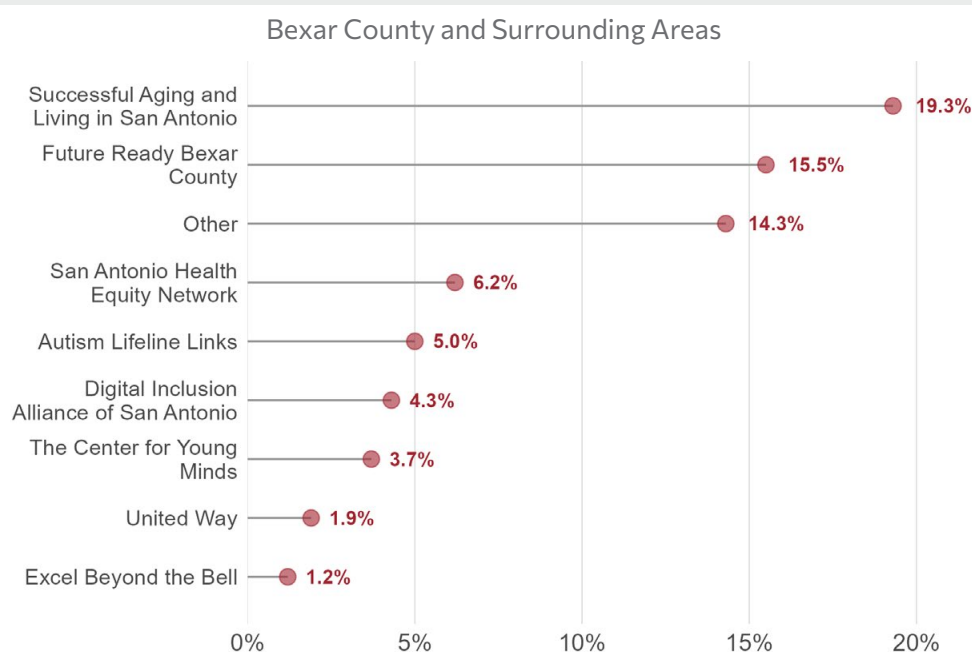 Bexar County and Surrounding Areas
Successful Aging and
Living in San Antonio
19.3%
Future Ready Bexar
County
15.5%
Other
14.3%
San Antonio Health
Equity Network
6.2%
Autism Lifeline Links
5.0%
Digital Inclusion
Alliance of San Antonio
4.3%
The Center for Young
Minds
3.7%
United Way
1.9%
Excel Beyond the Bell
1.2%
0% 5% 10% 15% 20%